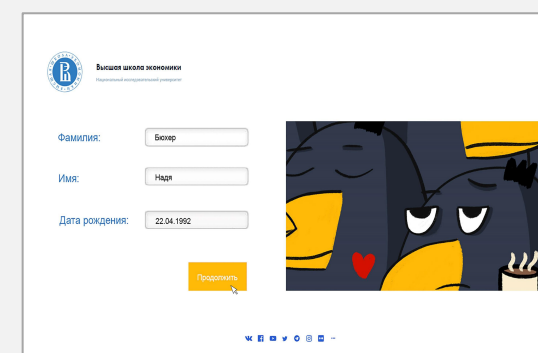 Высшая школа экономики
Национальный исследовательский университет
Фамилия:
Бюхер
Имя:
Надя
Дата рождения:
22.04.1992
Продолжить